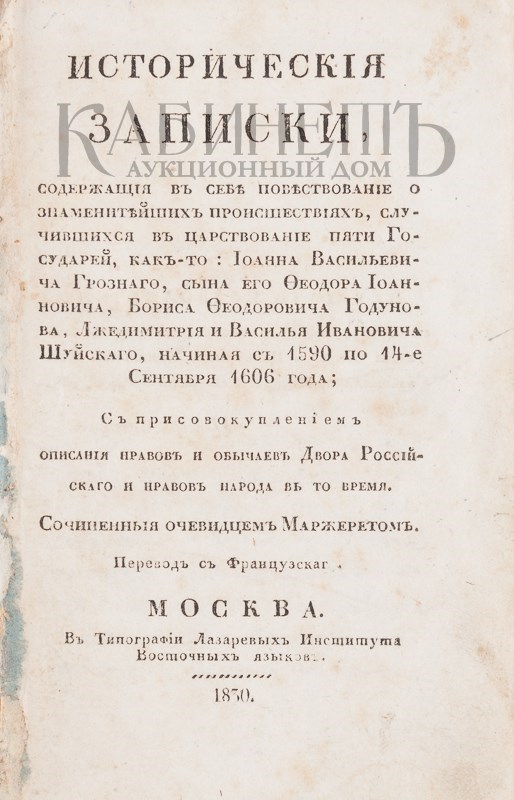 ИСТОРИЧЕСКІЯ
ЗАПИСКИ,
КАБИНЕТЪ
АУКЦИОННЫЙ ДОМ
СОДЕРЖАЩІЯ ВЪ СЕБѢ ПОВѢСТВОВАНІЕ О
ЗНАМЕНИТѢЙШИХЪ ПРОИСШЕСТВІЯХЪ, СЛУ-
ЧИВШИХСЯ ВЪ ЦАРСТВОВАНІЕ ПЯТИ ГО-
СУДАРЕЙ, КАКЪ-ТО : ІОАННА ВАСИЛЬЕВИ-
ЧА ГРОЗНАГО, СЫНА ЕГО ѲЕОДОРА ІОАН-
НОВИЧА, БОРИСА ѲЕОДОРОВИЧА ГОДУНО-
ВА, ЛЖЕДИМИТРІЯ И ВАСИЛЬЯ ИВАНОВИЧА
ШУЙСКАГО, НАЧИНАЯ СЪ 1590 ПО 14-е
СЕНТЯБРЯ 1606 ГОДА;
Съ присовокупленіемъ
ОПИСАНІЯ НРАВОВЪ И ОБЫЧАЕВЪ ДВОРА РОССІЙ-
СКАГО И НРАВОВЪ НАРОДА ВЪ ТО ВРЕМЯ.
СОЧИНЕННЫЯ ОЧЕВИДЦЕМЪ МАРЖЕРЕТОМЪ.
Переводъ съ Французскаг .
МОСКВА.
Въ Типографіи Лазаревыхъ Института
Восточныхъ языковъ.
1830.